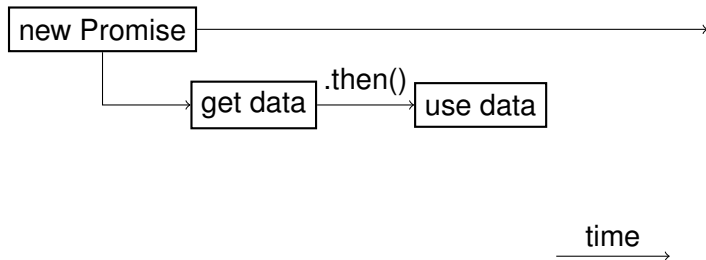 new Promise
.then()
get data
use data
time